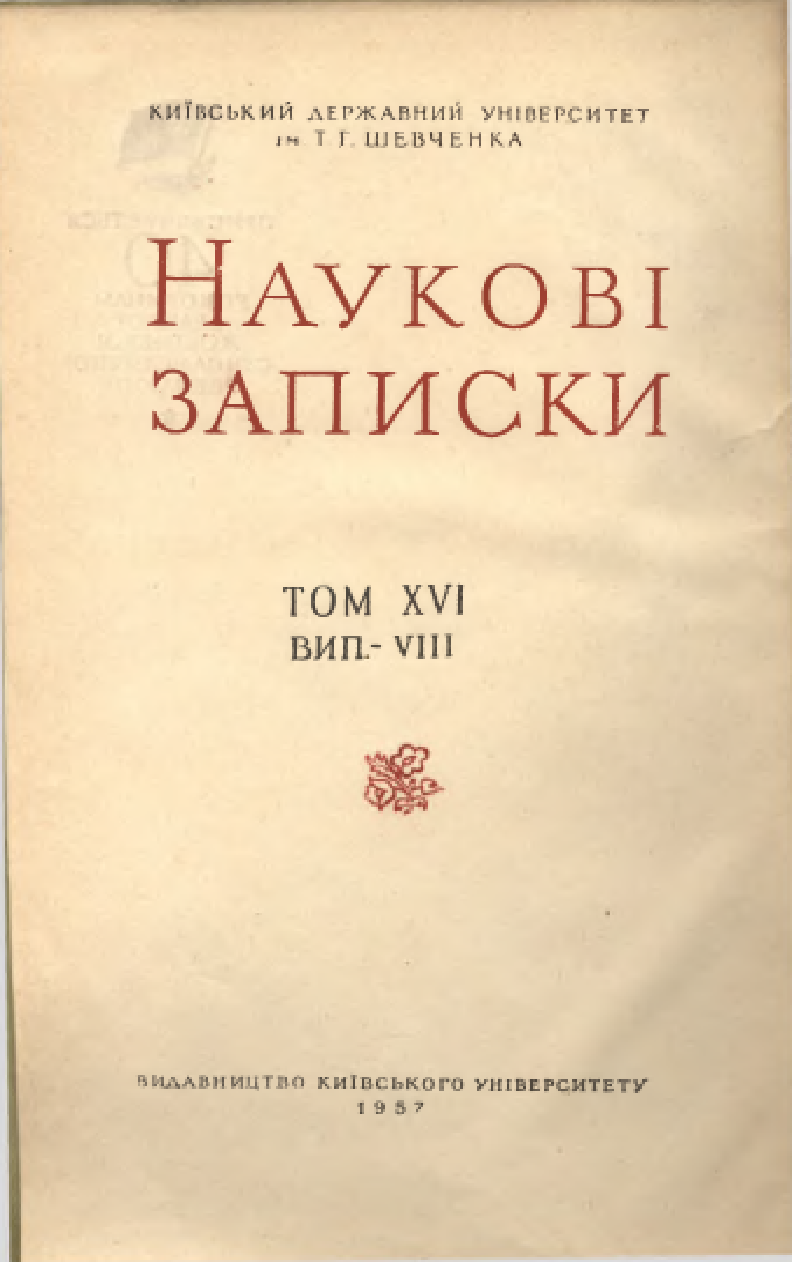 КИЇВСЬКИЙ ДЕРЖАВНИЙ УНІВЕРСИТЕТ
ім. Т. Г. ШЕВЧЕНКА
НАУКОВІ
ЗАПИСКИ
ТОМ XVI
ВИП.- VIII
ВИДАВНИЦТВО КИЇВСЬКОГО УНІВЕРСИТЕТУ
1957